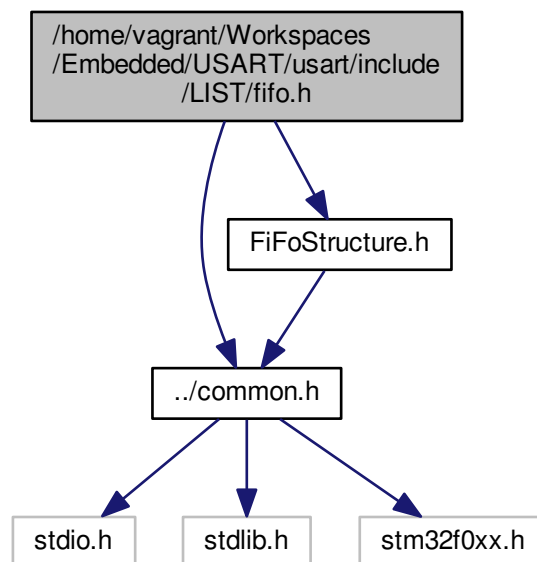 /home/vagrant/Workspaces
/Embedded/USART/usart/include
/LIST/fifo.h
FiFoStructure.h
../common.h
stdio.h
stdlib.h
stm32f0xx.h